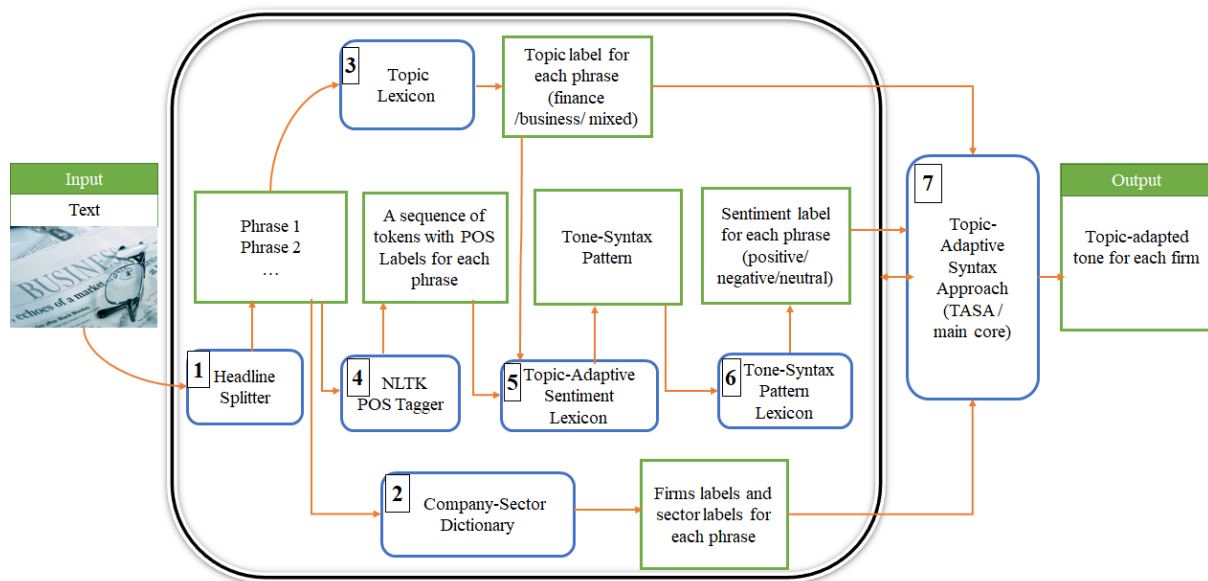 Input
Text
BUSINESS
echoes of a market
1
Headline
Splitter
Phrase 1
Phrase 2
…
3
Topic
Lexicon
Topic label for
each phrase
(finance
/business/ mixed)
4
NLTK
POS Tagger
A sequence of
tokens with POS
Labels for each
phrase
5
Topic-Adaptive
Sentiment
Lexicon
Tone-Syntax
Pattern
6
Tone-Syntax
Pattern
Lexicon
Sentiment label
for each phrase
(positive/
negative/neutral)
2
Company-Sector
Dictionary
Firms labels and
sector labels for
each phrase
7
Topic-
Adaptive
Syntax
Approach
(TASA /
main core)
Output
Topic-adapted
tone for each firm